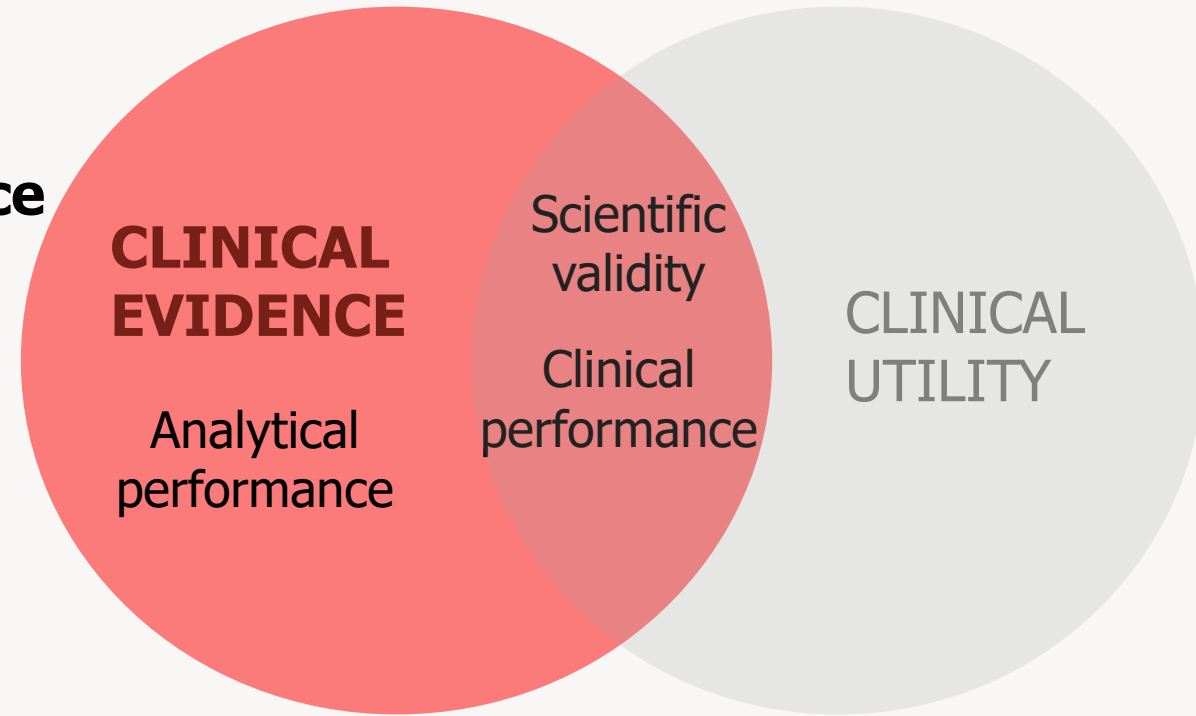 ce
CLINICAL
EVIDENCE
Analytical
performance
Scientific
validity
Clinical
performance
CLINICAL
UTILITY